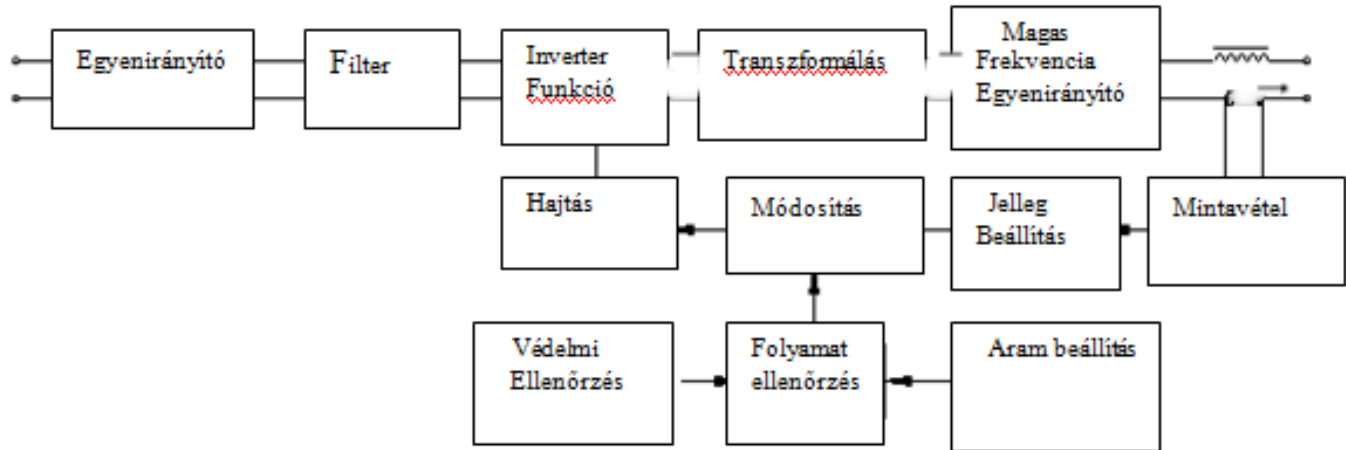 Egyenirányító
Filter
Inverter
Funkció
Transzformálás
Magas
Frekvencia
Egyenirányító
Hajtás
Módosítás
Jelleg
Beállítás
Mintavétel
Védelmi
Ellenőrzés
Folyamat
ellenőrzés
Aram beállítás